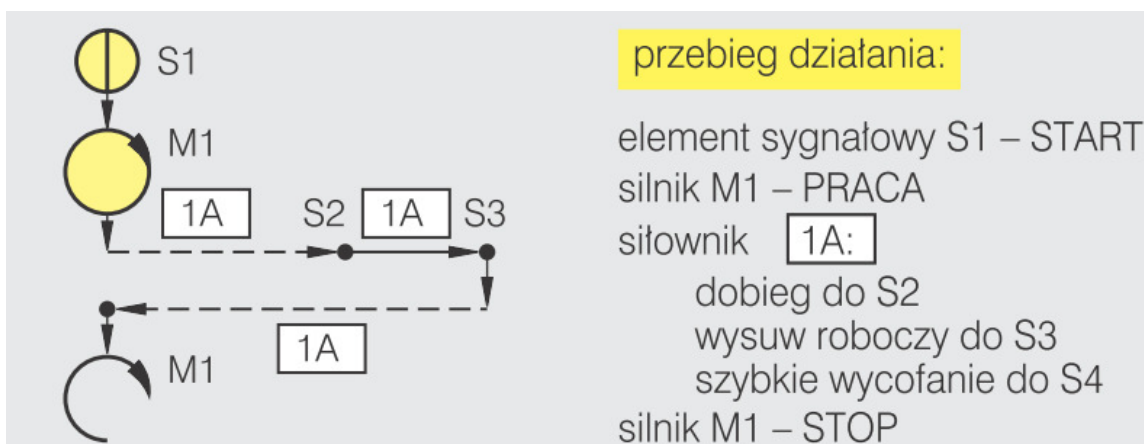 S1
M1
1A
S2
1A
S3
1A
M1
przebieg działania:
element sygnałowy S1 – START
silnik M1 – PRACA
siłownik 1A:
dobieg do S2
wysuw roboczy do S3
szybkie wycofanie do S4
silnik M1 – STOP